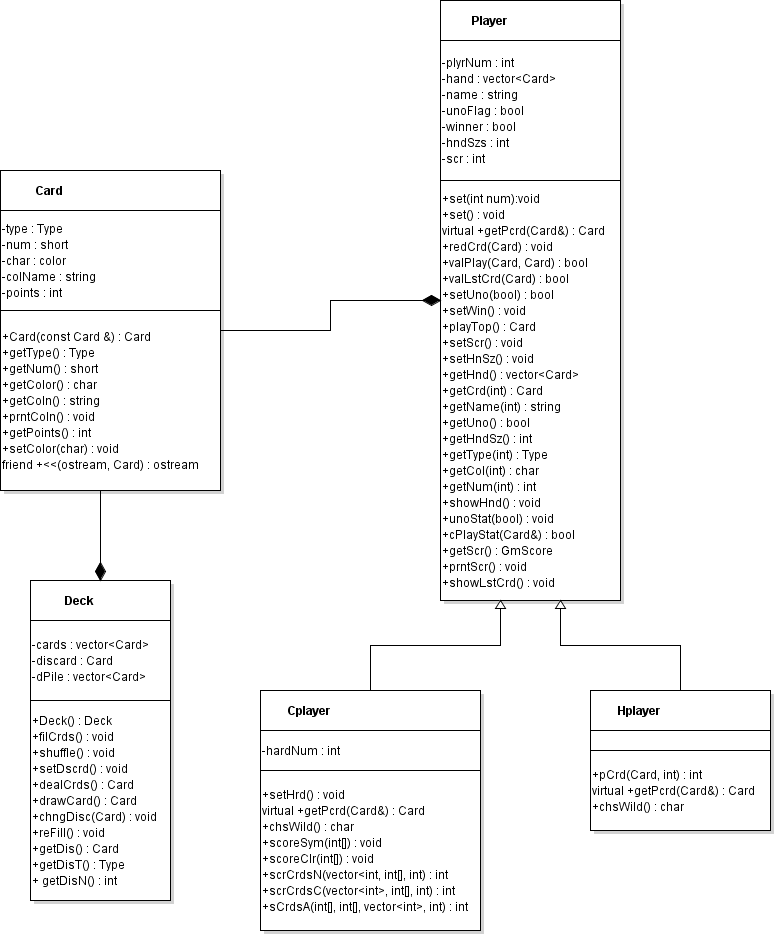 Player
-plyrNum : int
-hand : vector<Card>
-name : string
-unoFlag : bool
-winner : bool
-hndSzs : int
-scr : int
+set(int num):void
+set() : void
virtual +getPcrd(Card&) : Card
+redCrd(Card) : void
+valPlay(Card, Card) : bool
+valLstCrd(Card) : bool
+setUno(bool) : bool
+setWin() : void
+playTop() : Card
+setScr() : void
+setHnSz() : void
+getHnd() : vector<Card>
+getCrd(int) : Card
+getName(int) : string
+getUno() : bool
+getHndSz() : int
+getType(int) : Type
+getCol(int) : char
+getNum(int) : int
+showHnd() : void
+unoStat(bool) : void
+cPlayStat(Card&) : bool
+getScr() : GmScore
+prntScr() : void
+showLstCrd() : void
Card
-type : Type
-num : short
-char : color
-colName : string
-points : int
+Card(const Card &) : Card
+getType() : Type
+getNum() : short
+getColor() : char
+getColn() : string
+prntColn() : void
+getPoints() : int
+setColor(char) : void
friend +<<(ostream, Card) : ostream
Deck
-cards : vector<Card>
-discard : Card
-dPile : vector<Card>
+Deck() : Deck
+filCrds() : void
+shuffle() : void
+setDscrd() : void
+dealCrds() : Card
+drawCard() : Card
+chngDisc(Card) : void
+reFill() : void
+getDis() : Card
+getDisT() : Type
+ getDisN() : int
Cplayer
-hardNum : int
+setHrd() : void
virtual +getPcrd(Card&) : Card
+chsWild() : char
+scoreSym(int[]) : void
+scoreClr(int[]) : void
+scrCrdsN(vector<int, int[], int) : int
+scrCrdsC(vector<int>, int[], int) : int
+sCrdsA(int[], int[], vector<int>, int) : int
Hplayer
+pCrd(Card, int) : int
virtual +getPcrd(Card&) : Card
+chsWild() : char